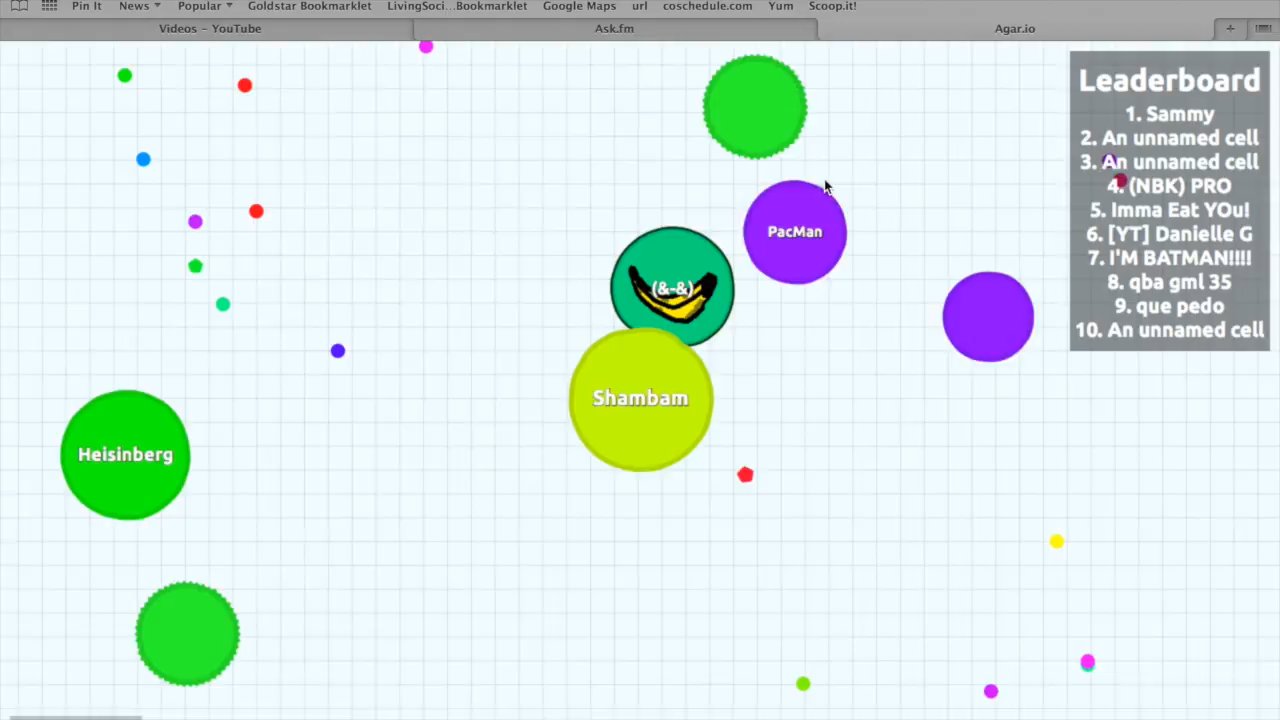 Pin It News Popular Goldstar Bookmarklet LivingSoci...Bookmarklet Google Maps url coschedule.com Yum Scoop.it!
Videos – YouTube Ask.fm Agar.io +
Leaderboard
1. Sammy
2. An unnamed cell
3. An unnamed cell
4. (NBK) PRO
5. Imma Eat YOu!
6. [YT] Danielle G
7. I'M BATMAN!!!!
8. qba gml 35
9. que pedo
10. An unnamed cell
PacMan
(&-&)
Shambam
Heisinberg